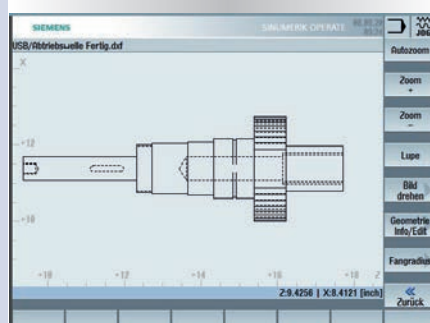 SIEMENS
SINUMERIK OPERATE
JOG
USB/Abtriebswelle Fertig.dxf
X
Autozoom
Zoom
+
Zoom
-
Lupe
Bild
drehen
Geometrie
Info/Edit
Fangradius
Zurück
+12
+10
+10
+12
+14
+16
+18
Z
Z:9.4256 | X:8.4121 [inch]